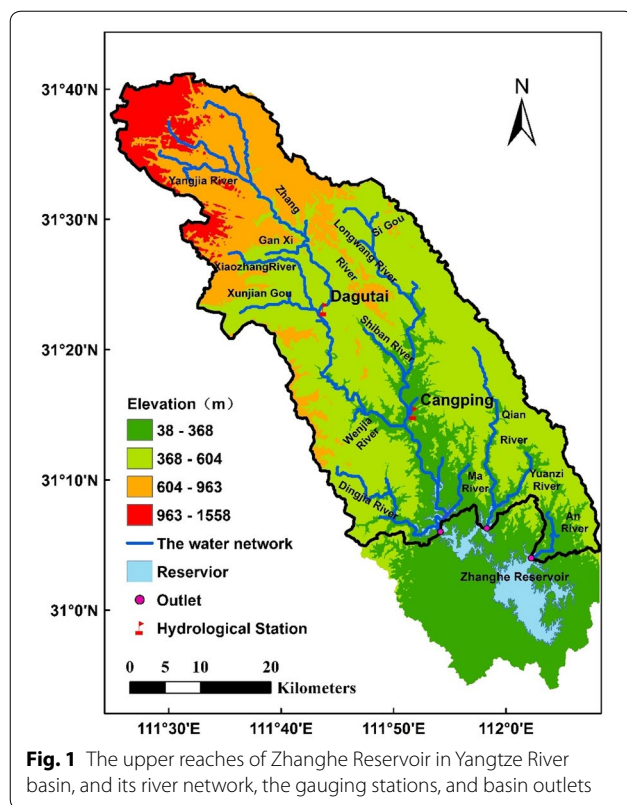 N
31°40'N
31°30'N
31°20'N
31°10'N
31°0'N
Yangjia River
Zhang
River
Gan Xi
XiaozhangRiver
Xunjian Gou
Si Gou
Longwang River
Dagutai
Shiban River
Cangping
Wenjia
River
Qian
River
Dingjia River
Ma
River
Yuanzi
River
An
River
Zhanghe Reservoir
Elevation（m）
38 - 368
368 - 604
604 - 963
963 - 1558
The water network
Reservior
Outlet
Hydrological Station
0 5 10 20
Kilometers
111°30'E 111°40'E 111°50'E 112°0'E
Fig. 1 The upper reaches of Zhanghe Reservoir in Yangtze River
basin, and its river network, the gauging stations, and basin outlets